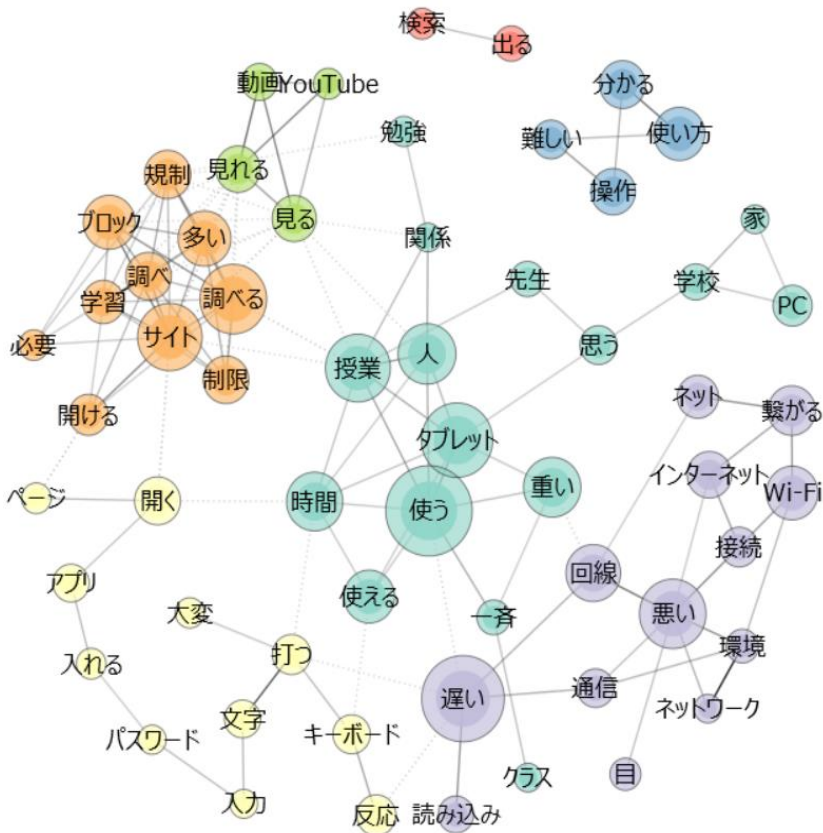 検索
出る
動画
YouTube
分かる
勉強
難しい
使い方
規制
見れる
操作
ブロック
多い
見る
関係
家
調べ
先生
学校
学習
調べる
PC
必要
サイト
授業
人
思う
制限
ネット
繋がる
開ける
タブレット
インターネット
Wi-Fi
ページ
開く
時間
使う
重い
接続
回線
アプリ
使える
大変
一斉
悪い
環境
入れる
打つ
遅い
通信
ネットワーク
パスワード
文字
キーボード
クラス
目
入力
反応
読み込み